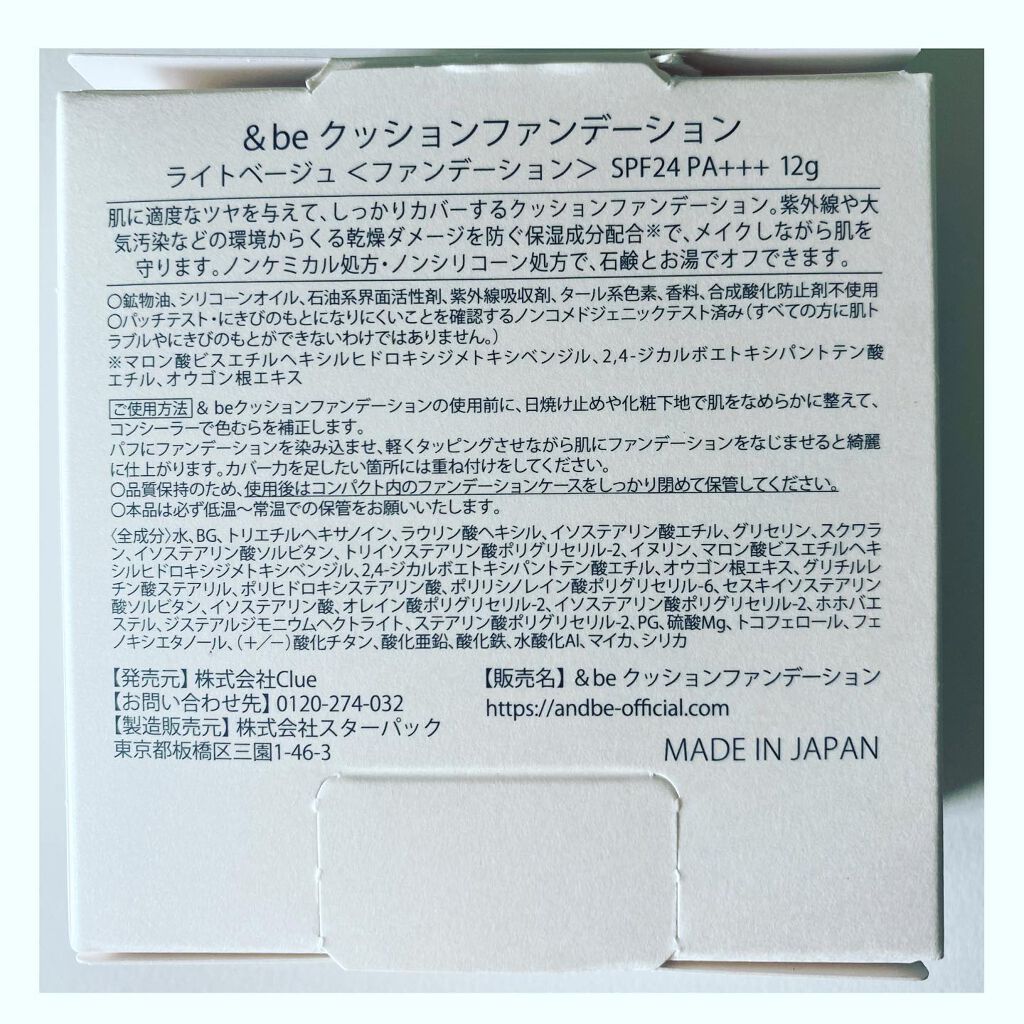 &be クッションファンデーション
ライトベージュ＜ファンデーション＞ SPF24 PA+++ 12g
肌に適度なツヤを与えて、しっかりカバーするクッションファンデーション。紫外線や大
気汚染などの環境からくる乾燥ダメージを防ぐ保湿成分配合※で、メイクしながら肌を
守ります。ノンケミカル処方・ノンシリコーン処方で、石鹸とお湯でオフできます。
○鉱物油、シリコーンオイル、石油系界面活性剤、紫外線吸収剤、タール系色素、香料、合成酸化防止剤不使用
○パッチテスト・にきびのもとになりにくいことを確認するノンコメドジェニックテスト済み（すべての方に肌ト
ラブルやにきびのもとができないわけではありません。）
※マロン酸ビスエチルヘキシルヒドロキシジメトキシベンジル、2,4-ジカルボエトキシパントテン酸
エチル、オウゴン根エキス
ご使用方法 & beクッションファンデーションの使用前に、日焼け止めや化粧下地で肌をなめらかに整えて、
コンシーラーで色むらを補正します。
パフにファンデーションを染み込ませ、軽くタッピングさせながら肌にファンデーションをなじませると綺麗
に仕上がります。カバー力を足したい箇所には重ね付けをしてください。
○品質保持のため、使用後はコンパクト内のファンデーションケースをしっかり閉めて保管してください。
○本品は必ず低温〜常温での保管をお願いいたします。
〈全成分〉水、BG、トリエチルヘキサノイン、ラウリン酸ヘキシル、イソステアリン酸エチル、グリセリン、スクワラ
ン、イソステアリン酸ソルビタン、トリイソステアリン酸ポリグリセリル-2、イヌリン、マロン酸ビスエチルヘキ
シルヒドロキシジメトキシベンジル、2,4-ジカルボエトキシパントテン酸エチル、オウゴン根エキス、グリチルレ
チン酸ステアリル、ポリヒドロキシステアリン酸、ポリリシノレイン酸ポリグリセリル-6、セスキイソステアリン
酸ソルビタン、イソステアリン酸、オレイン酸ポリグリセリル-2、イソステアリン酸ポリグリセリル-2、ホホバエ
ステル、ジステアルジモニウムヘクトライト、ステアリン酸ポリグリセリル-2、PG、硫酸Mg、トコフェロール、フェ
ノキシエタノール、（＋／−）酸化チタン、酸化亜鉛、酸化鉄、水酸化Al、マイカ、シリカ
【発売元】株式会社Clue
【お問い合わせ先】0120-274-032
【製造販売元】株式会社スターパック
東京都板橋区三園1-46-3
【販売名】&be クッションファンデーション
https://andbe-official.com
MADE IN JAPAN